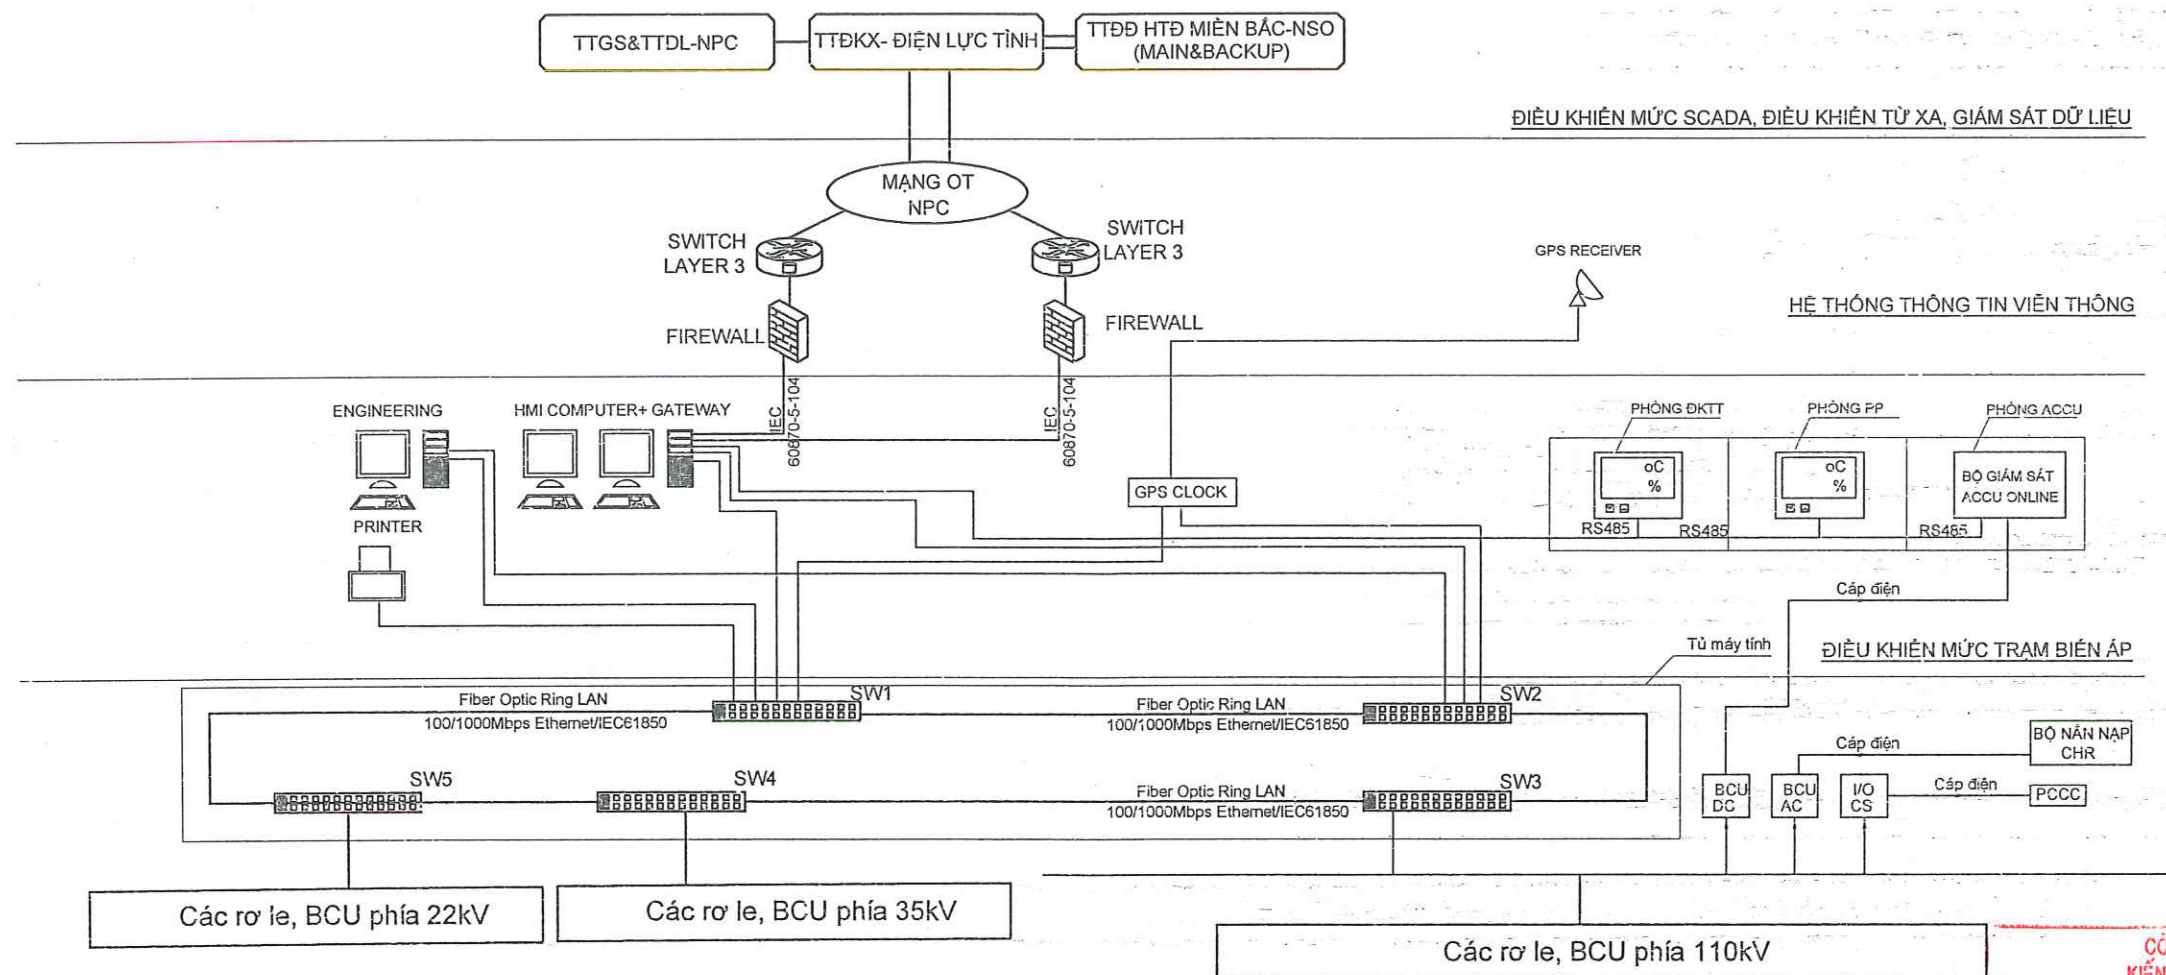 TTGS&TTDL-NPC
TTĐKX- ĐIỆN LỰC TỈNH
TTĐĐ HTĐ MIỀN BẮC-NSO
(MAIN&BACKUP)
ĐIỀU KHIỂN MỨC SCADA, ĐIỀU KHIỂN TỪ XA, GIÁM SÁT DỮ LIỆU
MẠNG OT
NPC
SWITCH
LAYER 3
SWITCH
LAYER 3
GPS RECEIVER
HỆ THỐNG THÔNG TIN VIỄN THÔNG
FIREWALL
FIREWALL
IEC
60870-5-104
IEC
60870-5-104
ENGINEERING
HMI COMPUTER+ GATEWAY
PHÒNG ĐKTT
PHÒNG PP
PHÒNG ACCU
oC
%
oC
%
BỘ GIÁM SÁT
ACCU ONLINE
GPS CLOCK
PRINTER
RS485
RS485
RS485
Cáp điện
Tủ máy tính
ĐIỀU KHIỂN MỨC TRẠM BIẾN ÁP
Fiber Optic Ring LAN
100/1000Mbps Ethernet/IEC61850
SW1
Fiber Optic Ring LAN
100/1000Mbps Ethernet/IEC61850
SW2
Cáp điện
BỘ NẮN NẠP
CHR
SW5
SW4
Fiber Optic Ring LAN
100/1000Mbps Ethernet/IEC61850
SW3
BCU
DC
BCU
AC
I/O
CS
Cáp điện
PCCC
Các rơ le, BCU phía 22kV
Các rơ le, BCU phía 35kV
Các rơ le, BCU phía 110kV